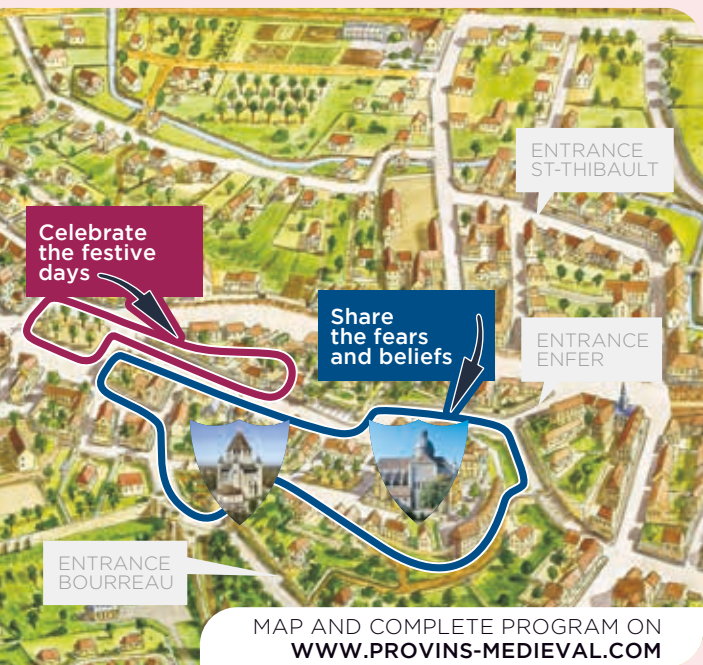 ENTRANCE
ST-THIBAULT
Celebrate
the festive
days
Share
the fears
and beliefs
ENTRANCE
ENFER
ENTRANCE
BOURREAU
MAP AND COMPLETE PROGRAM ON
WWW.PROVINS-MEDIEVAL.COM